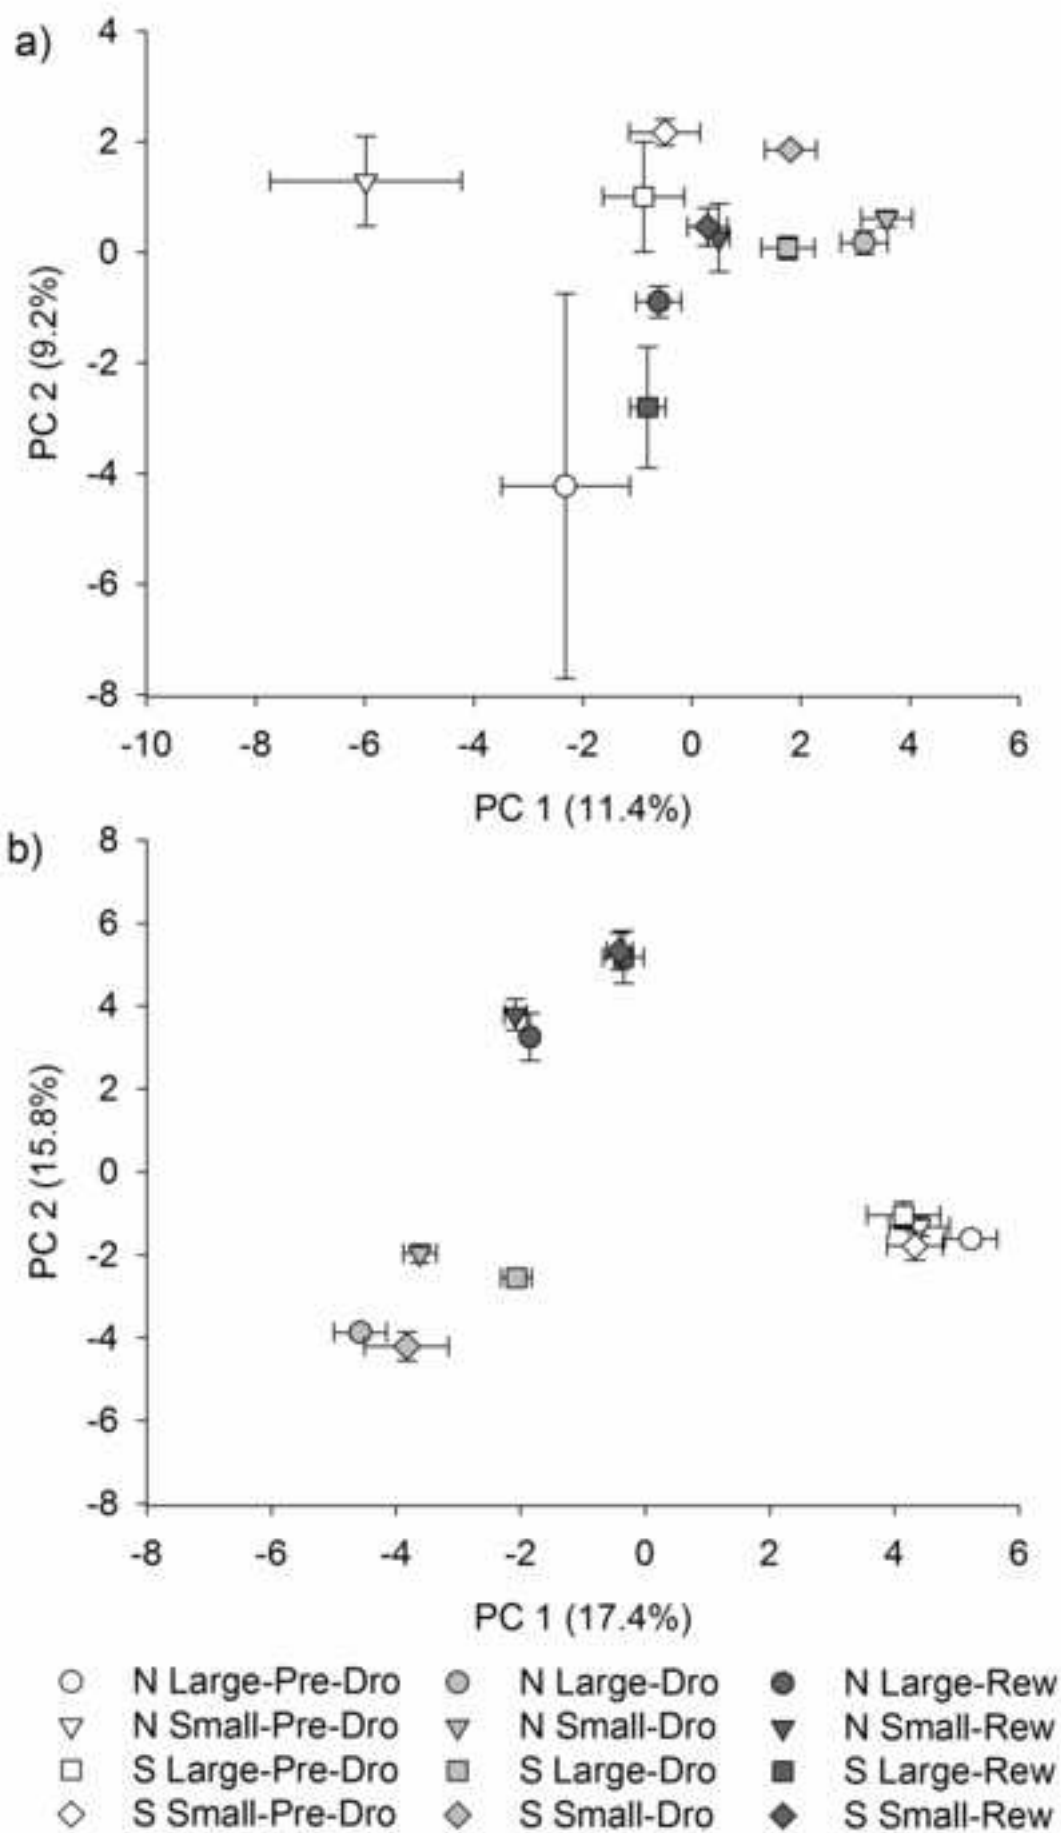 a)
4
2
0
-2
-4
-6
-8
PC 2 (9.2%)
-10 -8 -6 -4 -2 0 2 4 6
PC 1 (11.4%)
b)
8
6
4
2
0
-2
-4
-6
-8
PC 2 (15.8%)
-8 -6 -4 -2 0 2 4 6
PC 1 (17.4%)
N Large-Pre-Dro N Large-Dro N Large-Rew
N Small-Pre-Dro N Small-Dro N Small-Rew
S Large-Pre-Dro S Large-Dro S Large-Rew
S Small-Pre-Dro S Small-Dro S Small-Rew